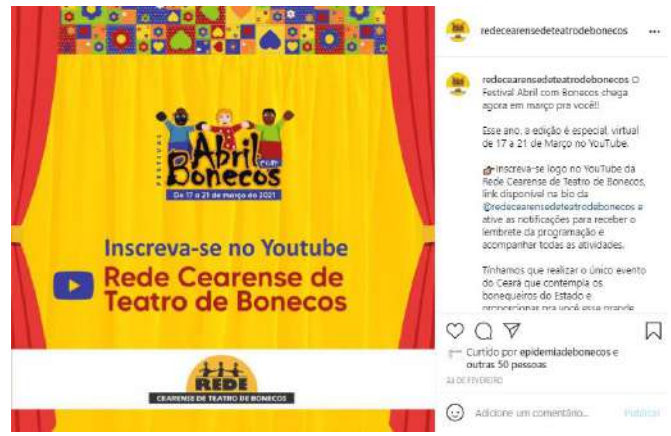 FESTIVAL
Abril
com
Bonecos
De 17 a 21 de março de 2021
Inscreva-se no Youtube
Rede Cearense de
Teatro de Bonecos
REDE
CEARENSE DE TEATRO DE BONECOS
redecearensedeteatrodebonecos
redecearensedeteatrodebonecos O
Festival Abril com Bonecos chega
agora em março pra você!!
Esse ano, a edição é especial, virtual
de 17 a 21 de Março no YouTube.
Inscreva-se logo no YouTube da
Rede Cearense de Teatro de Bonecos,
link disponível na bio da
@redecearensedeteatrodebonecos e
ative as notificações para receber o
lembrete da programação e
acompanhar todas as atividades.
Tínhamos que realizar o único evento
do Ceará que contempla os
bonequeiros do Estado e
proporcionar pra você esse grande
Curtido por epidemiadebonecos e
outras 50 pessoas
24 DE FEVEREIRO
Adicione um comentário...
Publicar